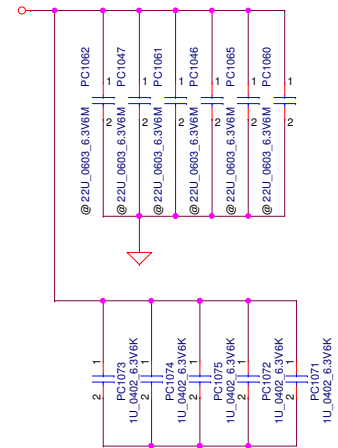 PC1062
1
2
@22U_0603_6.3V6M
PC1047
1
2
@22U_0603_6.3V6M
PC1061
1
2
@22U_0603_6.3V6M
PC1046
1
2
@22U_0603_6.3V6M
PC1065
1
2
@22U_0603_6.3V6M
PC1060
1
2
@22U_0603_6.3V6M
1
2
PC1073
1U_0402_6.3V6K
1
2
PC1074
1U_0402_6.3V6K
1
2
PC1075
1U_0402_6.3V6K
1
2
PC1072
1U_0402_6.3V6K
1
2
PC1071
1U_0402_6.3V6K